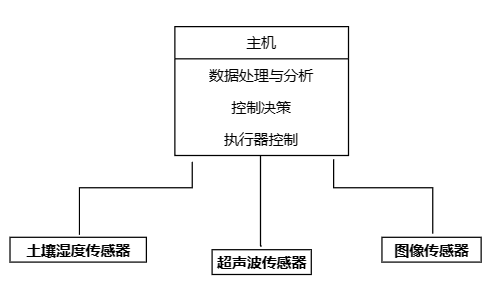 主机
数据处理与分析
控制决策
执行器控制
土壤湿度传感器
超声波传感器
图像传感器